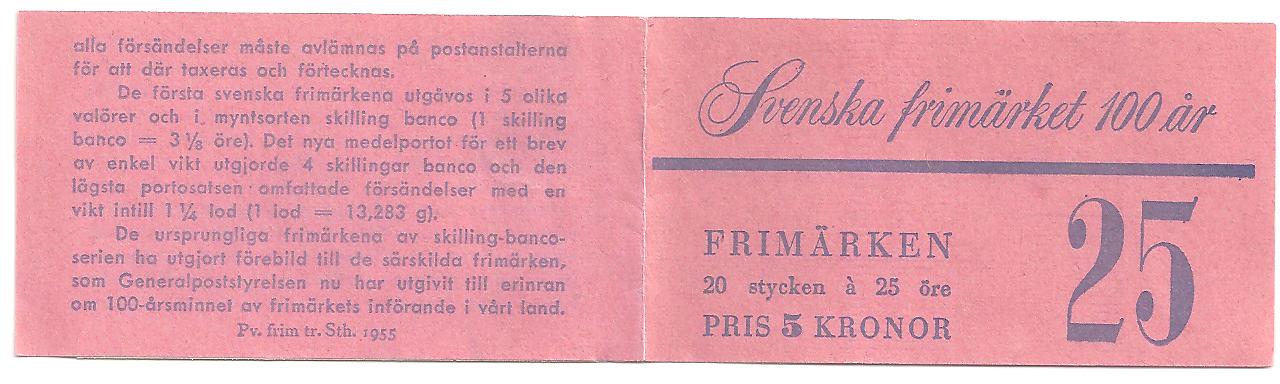 alla försändelser måste avlämnas på postanstalterna
för att där taxeras och förtecknas.
De första svenska frimärkena utgåvos i 5 olika
valörer och i myntsorten skilling banco (1 skilling
banco = 3 ⅛ öre). Det nya medelportot för ett brev
av enkel vikt utgjorde 4 skillingar banco och den
lägsta portosatsen omfattade försändelser med en
vikt intill 1 ¼ lod (1 lod = 13,283 g).
De ursprungliga frimärkena av skilling-banco-
serien ha utgjort förebild till de särskilda frimärken,
som Generalpoststyrelsen nu har utgivit till erinran
om 100-årsminnet av frimärkets införande i vårt land.
Pv. frim tr. Sth. 1955
Svenska frimärket 100 år
FRIMÄRKEN
20 stycken à 25 öre
PRIS 5 KRONOR
25